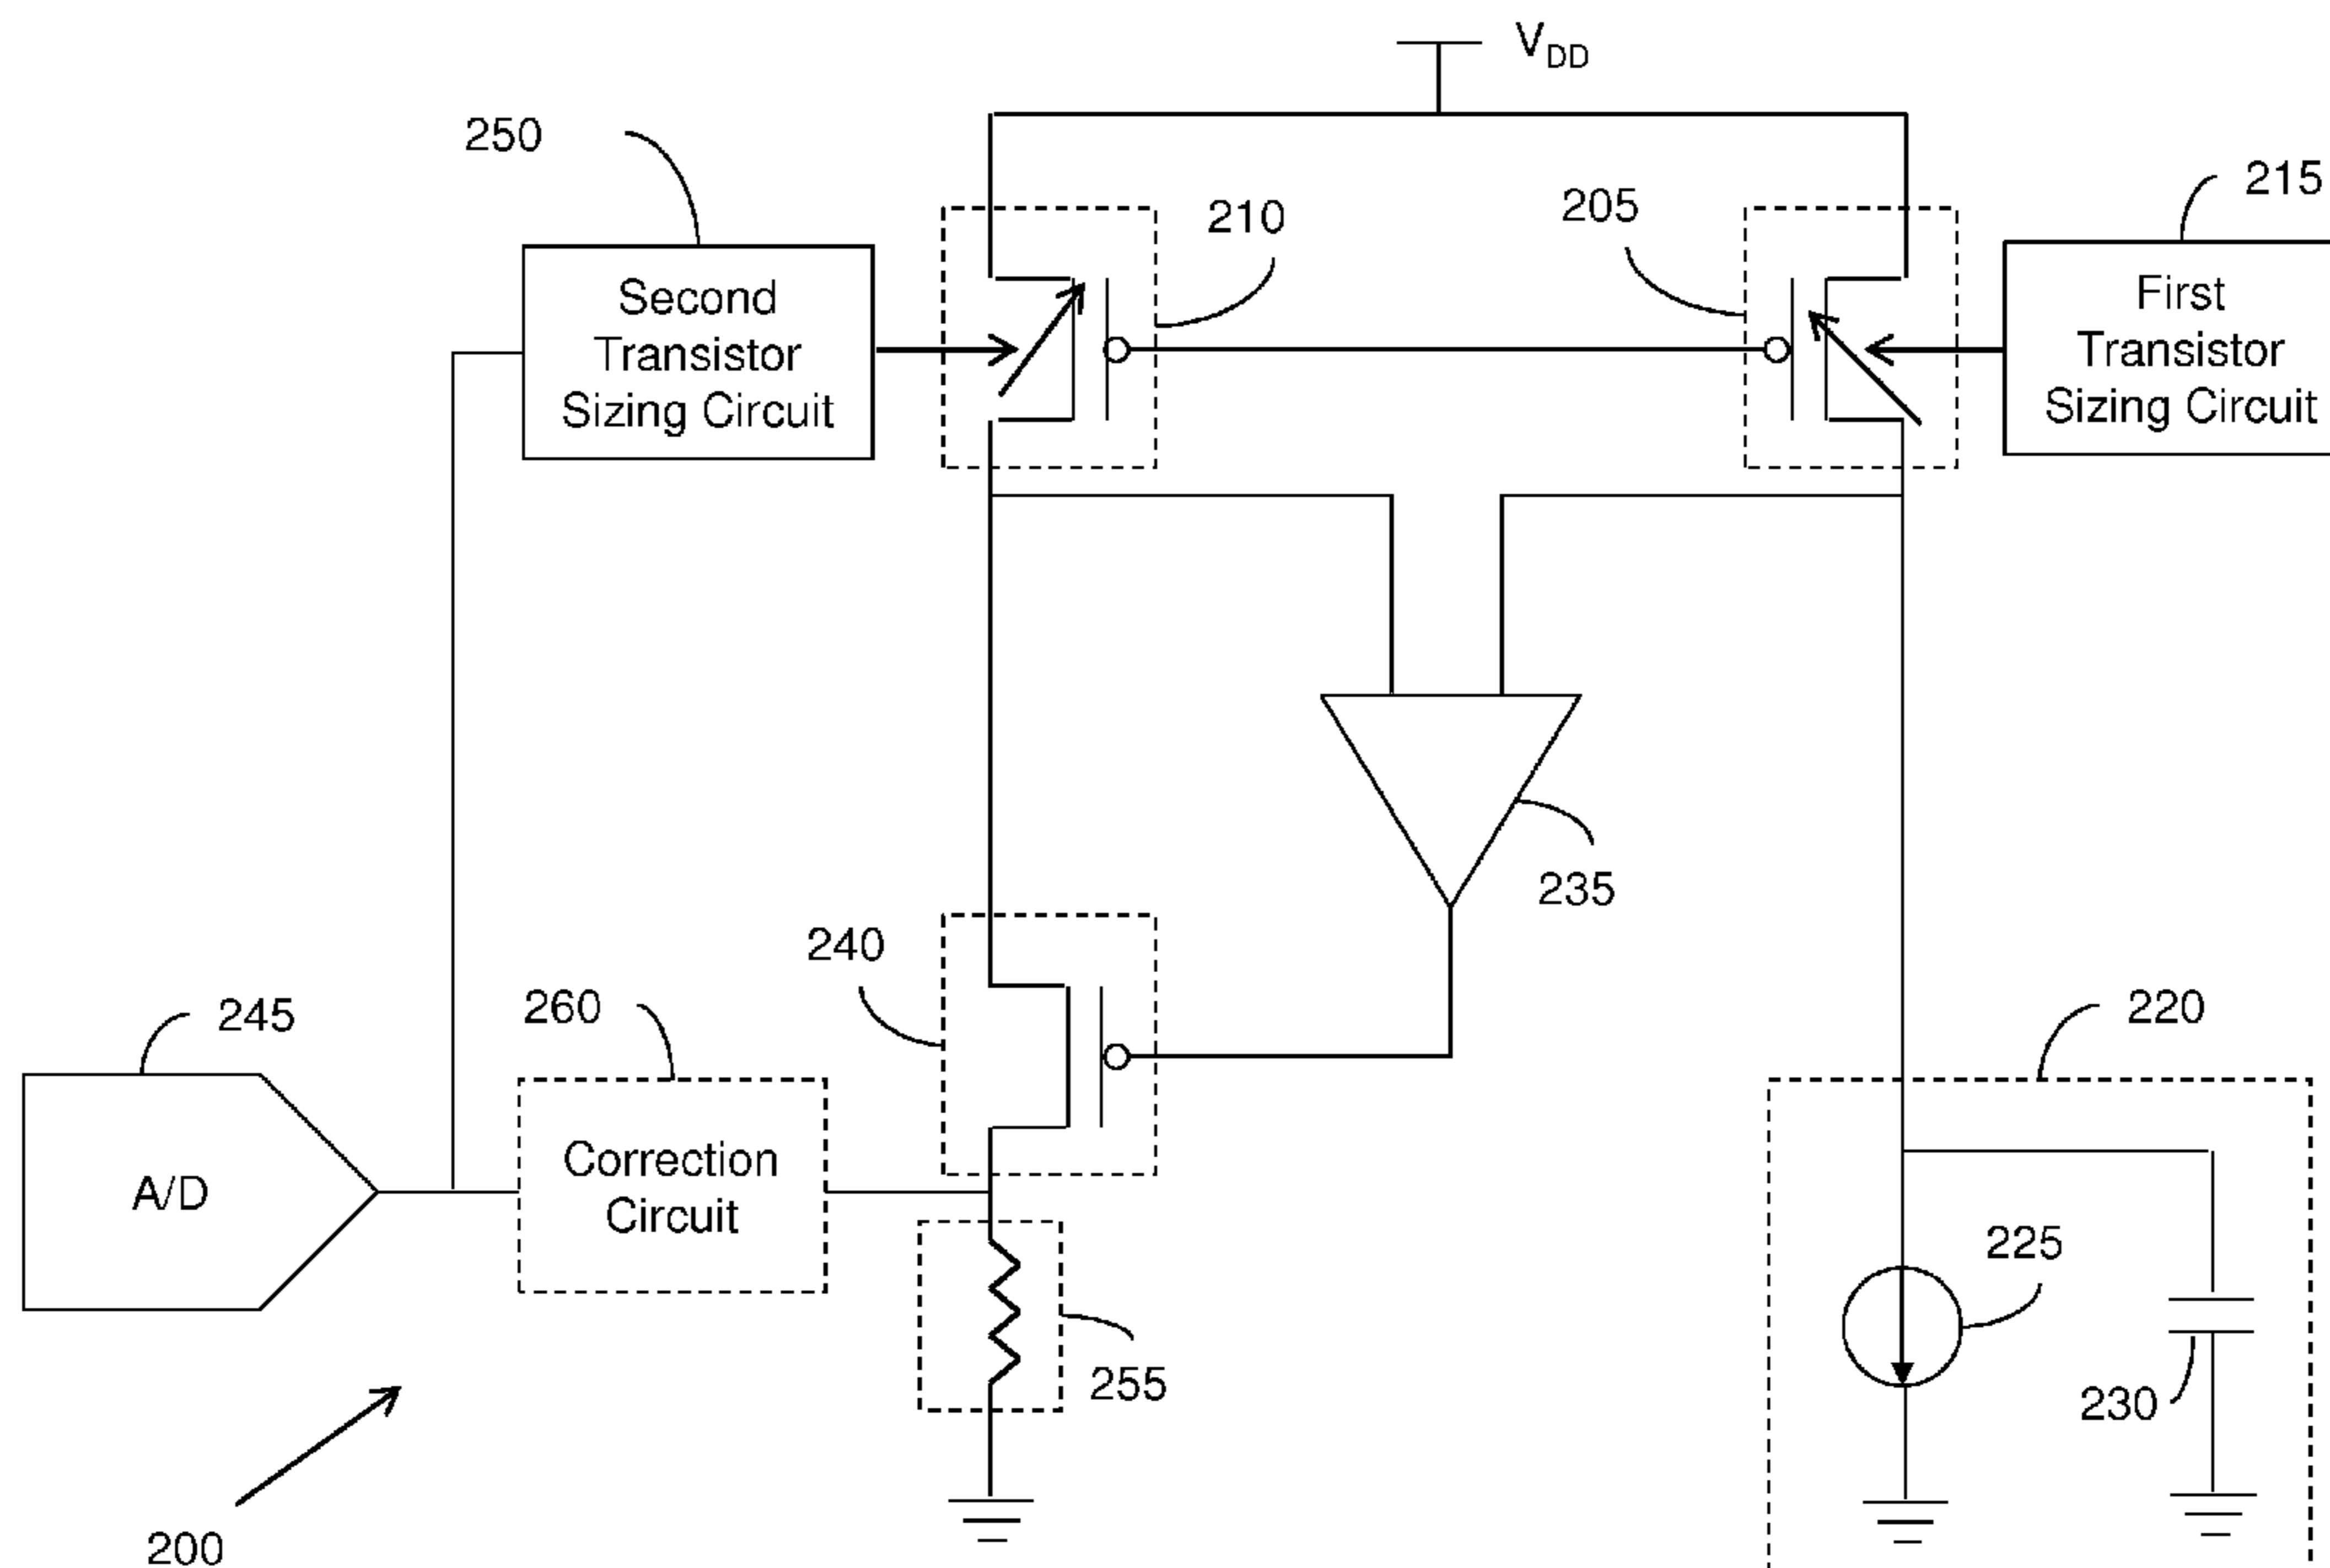 V_DD
250
215
205
210
Second
Transistor
Sizing Circuit
First
Transistor
Sizing Circuit
235
240
260
245
220
A/D
Correction
Circuit
225
255
230
200